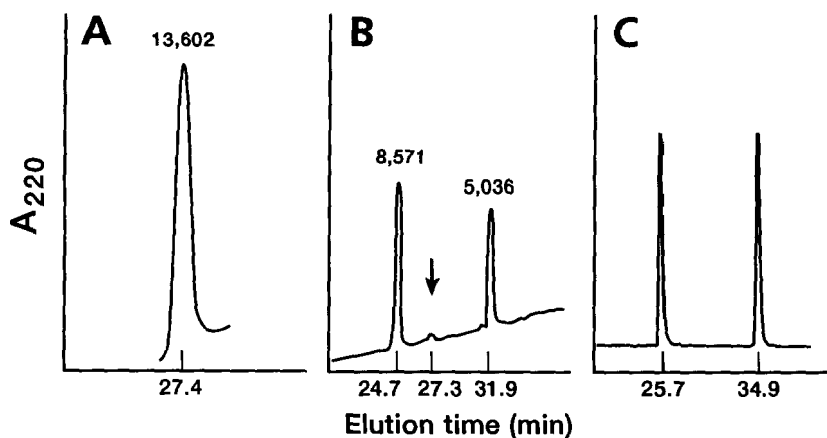 A
B
C
13,602
8,571
5,036
A220
27.4
24.7 27.3 31.9
25.7 34.9
Elution time (min)